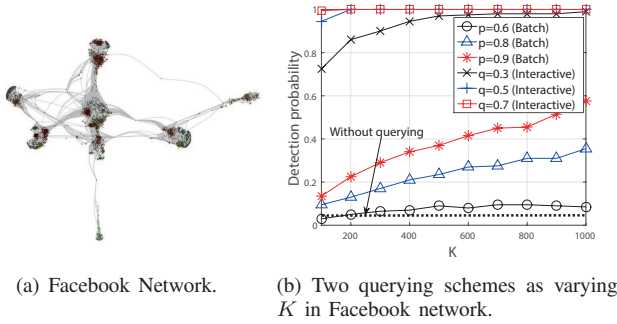 Detection probability
1
0.8
0.6
0.4
0.2
0
p=0.6 (Batch)
p=0.8 (Batch)
p=0.9 (Batch)
q=0.3 (Interactive)
q=0.5 (Interactive)
q=0.7 (Interactive)
Without querying
200 400 600 800 1000
K
(a) Facebook Network.
(b) Two querying schemes as varying
K in Facebook network.